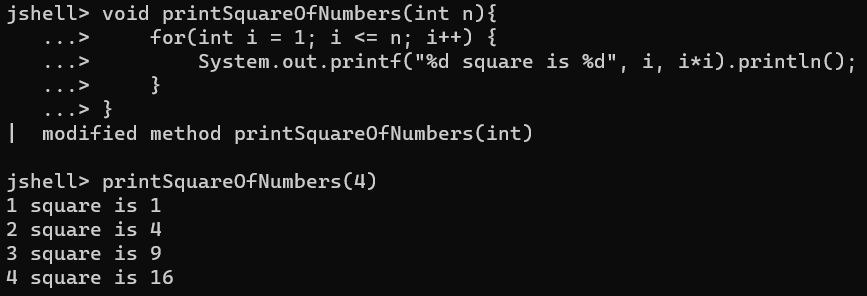 jshell> void printSquareOfNumbers(int n){
   ...>     for(int i = 1; i <= n; i++) {
   ...>         System.out.printf("%d square is %d", i, i*i).println();
   ...>     }
   ...> }
|  modified method printSquareOfNumbers(int)

jshell> printSquareOfNumbers(4)
1 square is 1
2 square is 4
3 square is 9
4 square is 16